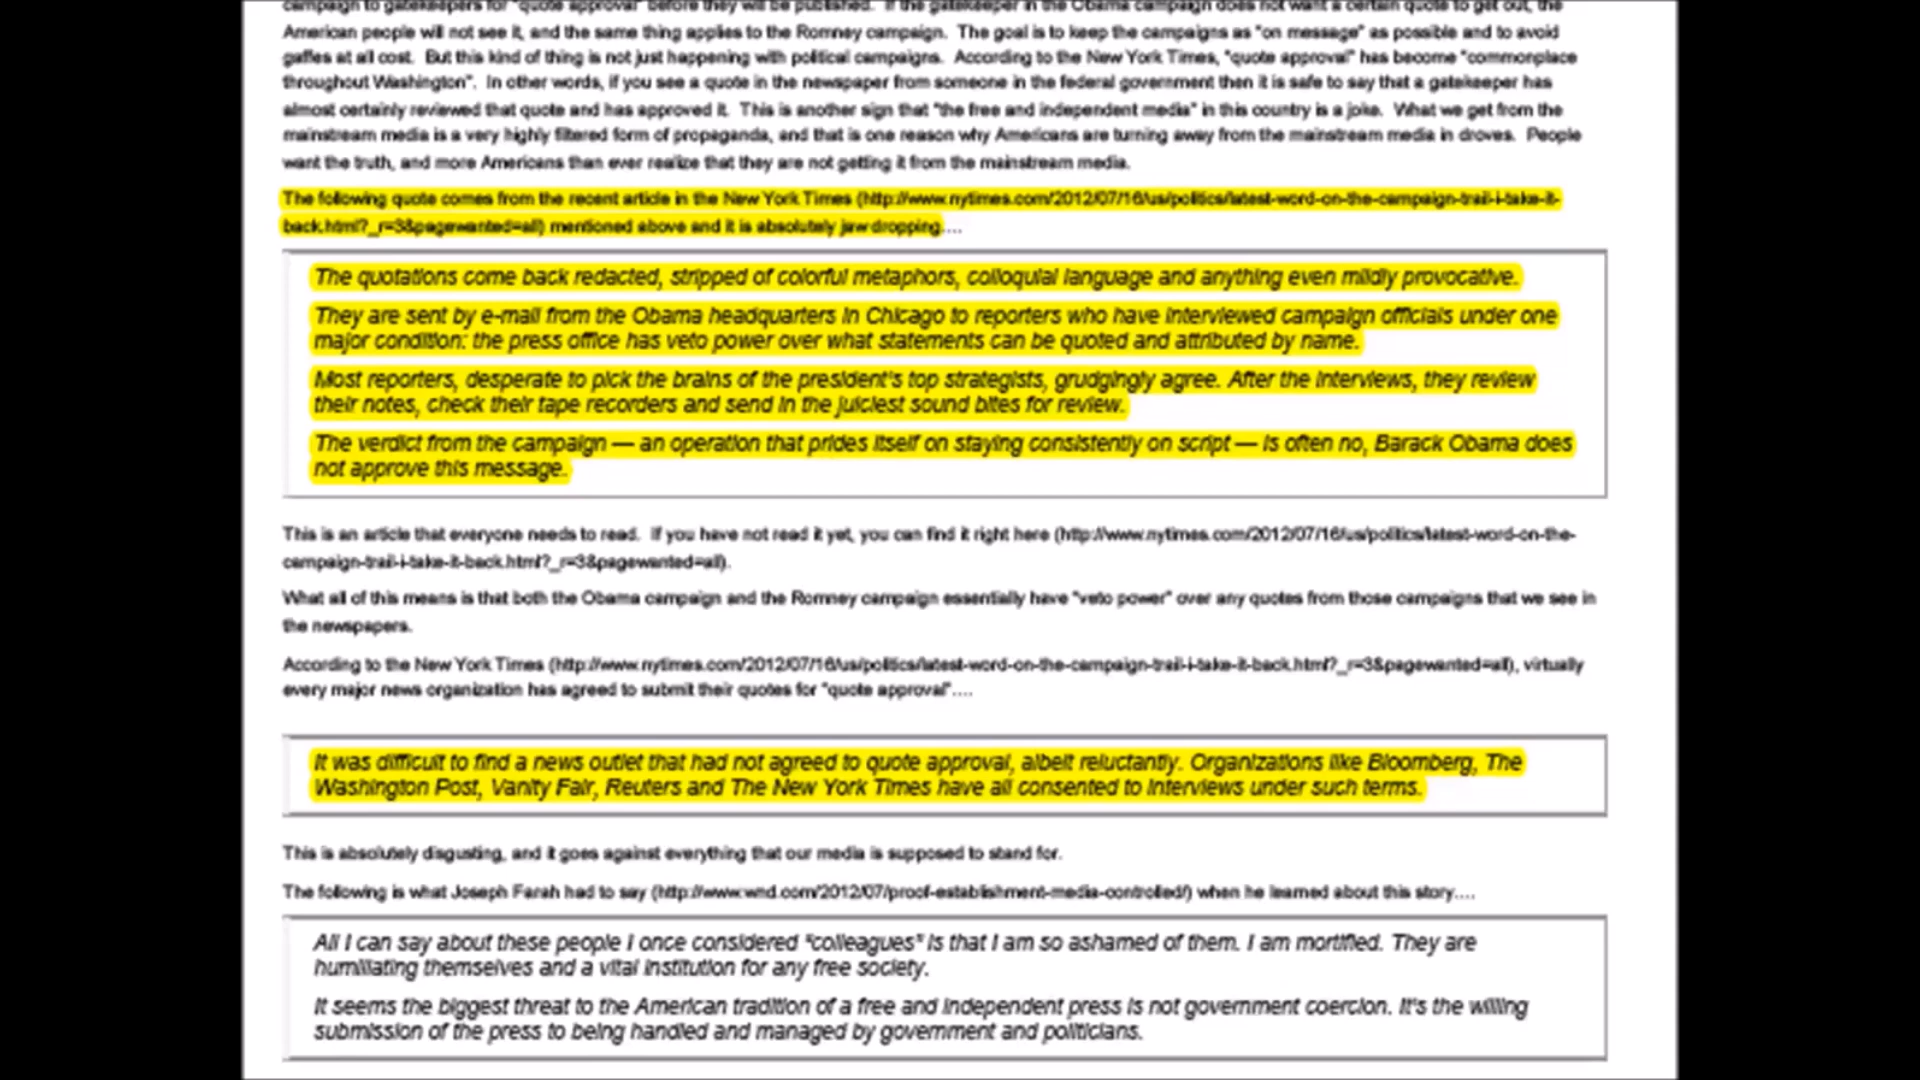 campaign to gatekeepers for "quote approval" before they will be published.  If the gatekeeper in the Obama campaign does not want a certain quote to get out, the
American people will not see it, and the same thing applies to the Romney campaign.  The goal is to keep the campaigns as "on message" as possible and to avoid
gaffes at all cost.  But this kind of thing is not just happening with political campaigns.  According to the New York Times, "quote approval" has become "commonplace
throughout Washington".  In other words, if you see a quote in the newspaper from someone in the federal government then it is safe to say that a gatekeeper has
almost certainly reviewed that quote and has approved it.  This is another sign that "the free and independent media" in this country is a joke.  What we get from the
mainstream media is a very highly filtered form of propaganda, and that is one reason why Americans are turning away from the mainstream media in droves.  People
want the truth, and more Americans than ever realize that they are not getting it from the mainstream media.
The following quote comes from the recent article in the New York Times (http://www.nytimes.com/2012/07/16/us/politics/latest-word-on-the-campaign-trail-i-take-it-
back.html?_r=3&pagewanted=all) mentioned above and it is absolutely jaw dropping....
The quotations come back redacted, stripped of colorful metaphors, colloquial language and anything even mildly provocative.
They are sent by e-mail from the Obama headquarters in Chicago to reporters who have interviewed campaign officials under one
major condition: the press office has veto power over what statements can be quoted and attributed by name.
Most reporters, desperate to pick the brains of the president's top strategists, grudgingly agree. After the interviews, they review
their notes, check their tape recorders and send in the juiciest sound bites for review.
The verdict from the campaign — an operation that prides itself on staying consistently on script — is often no, Barack Obama does
not approve this message.
This is an article that everyone needs to read.  If you have not read it yet, you can find it right here (http://www.nytimes.com/2012/07/16/us/politics/latest-word-on-the-
campaign-trail-i-take-it-back.html?_r=3&pagewanted=all).
What all of this means is that both the Obama campaign and the Romney campaign essentially have "veto power" over any quotes from those campaigns that we see in
the newspapers.
According to the New York Times (http://www.nytimes.com/2012/07/16/us/politics/latest-word-on-the-campaign-trail-i-take-it-back.html?_r=3&pagewanted=all), virtually
every major news organization has agreed to submit their quotes for "quote approval"....
It was difficult to find a news outlet that had not agreed to quote approval, albeit reluctantly. Organizations like Bloomberg, The
Washington Post, Vanity Fair, Reuters and The New York Times have all consented to interviews under such terms.
This is absolutely disgusting, and it goes against everything that our media is supposed to stand for.
The following is what Joseph Farah had to say (http://www.wnd.com/2012/07/proof-establishment-media-controlled/) when he learned about this story....
All I can say about these people I once considered "colleagues" is that I am so ashamed of them. I am mortified. They are
humiliating themselves and a vital institution for any free society.
It seems the biggest threat to the American tradition of a free and independent press is not government coercion. It's the willing
submission of the press to being handled and managed by government and politicians.